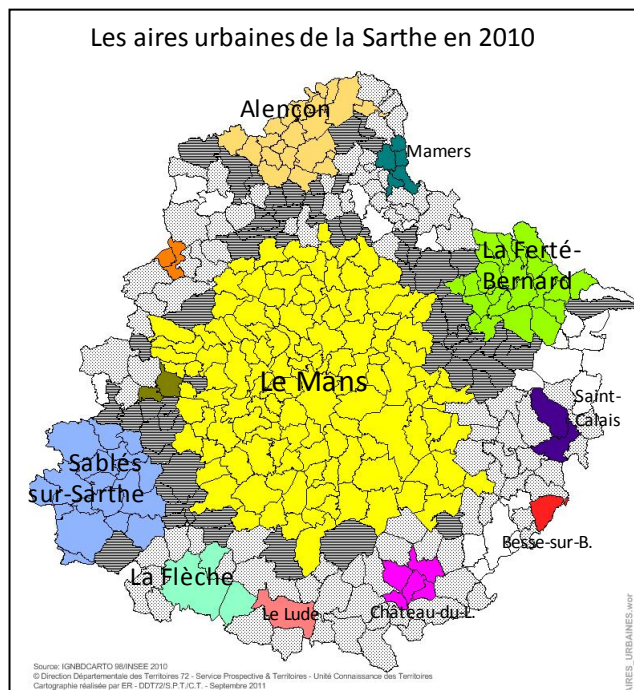 Les aires urbaines de la Sarthe en 2010
Alençon
Mamers
La Ferté-
Bernard
Le Mans
Saint-
Calais
Sablés
sur-Sarthe
Besse-sur-B.
La Flèche
Le Lude
Château-du-L.
Source: IGNBDCARTO 98/INSEE 2010
© Direction Départementale des Territoires 72 - Service Prospective & Territoires - Unité Connaissance des Territoires
Cartographie réalisée par ER - DDT72/S.P.T./C.T. - Septembre 2011
AIRES_URBAINES.wor